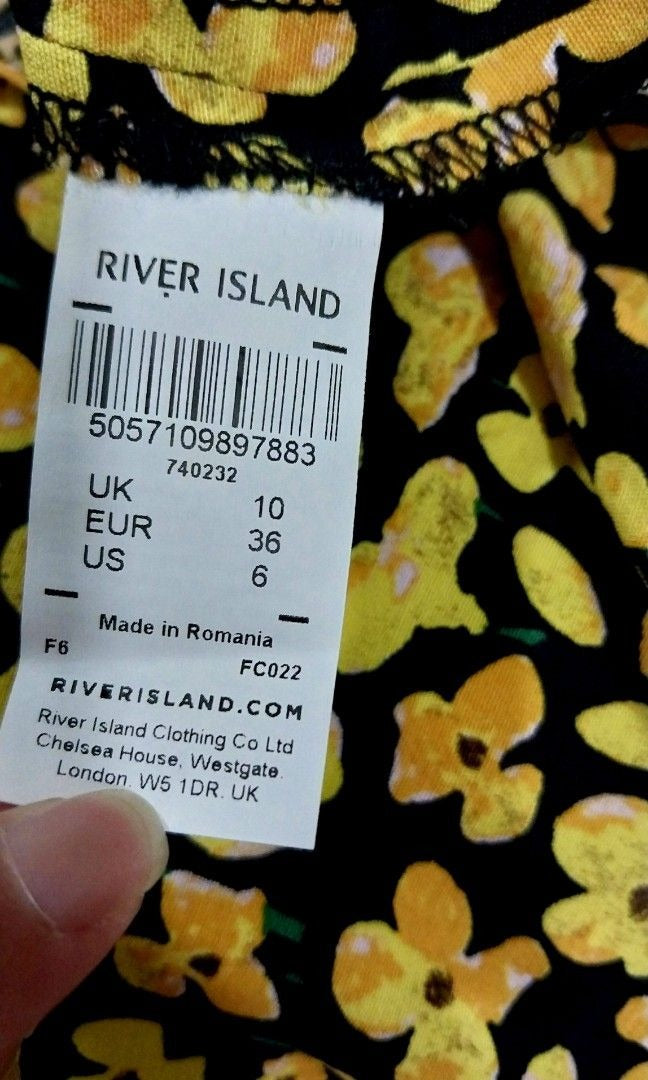 RIVER ISLAND
5057109897883
740232
UK 10
EUR 36
US 6
Made in Romania
F6 FC022
RIVERISLAND.COM
River Island Clothing Co Ltd
Chelsea House, Westgate.
London. W5 1DR. UK